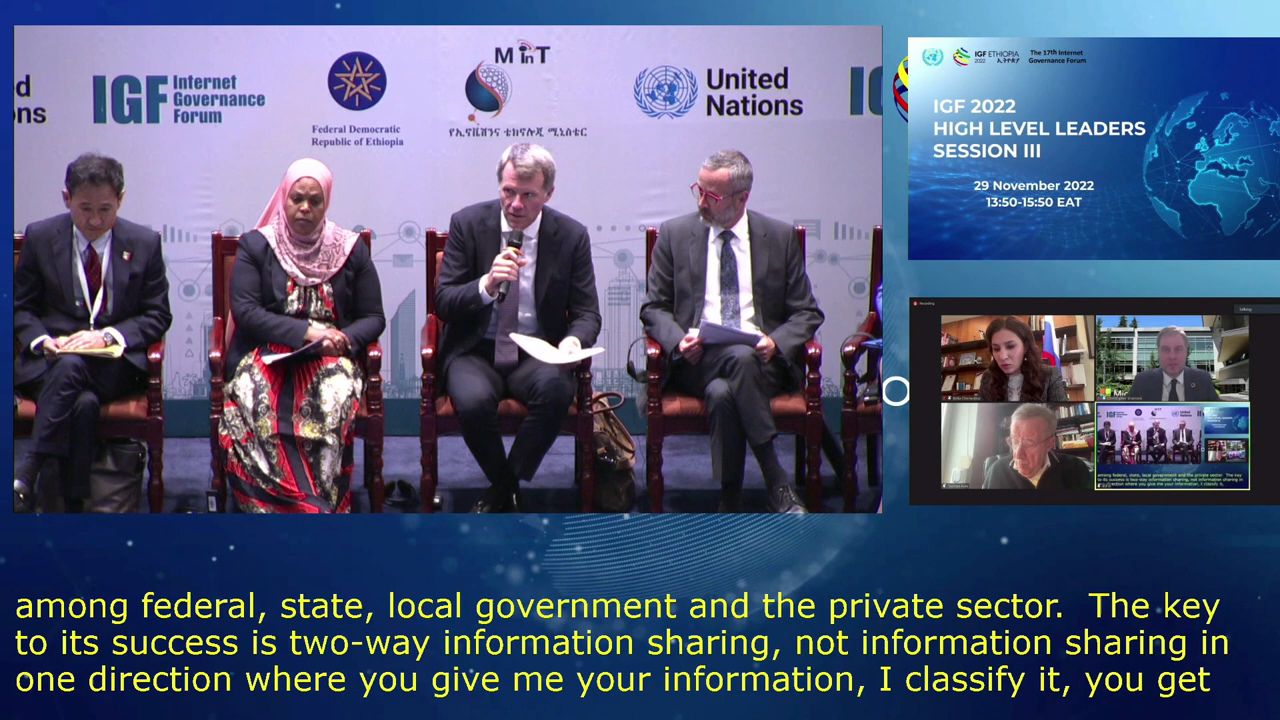 IGF Internet
Governance
Forum
Federal Democratic
Republic of Ethiopia
MinT
የኢኖቬሽንና ቴክኖሎጂ ሚኒስቴር
United
Nations
IGF ETHIOPIA
2022 ኢትዮጵያ
The 17th Internet
Governance Forum
IGF 2022
HIGH LEVEL LEADERS
SESSION III
29 November 2022
13:50-15:50 EAT
among federal, state, local government and the private sector. The key
to its success is two-way information sharing, not information sharing in
one direction where you give me your information, I classify it, you get